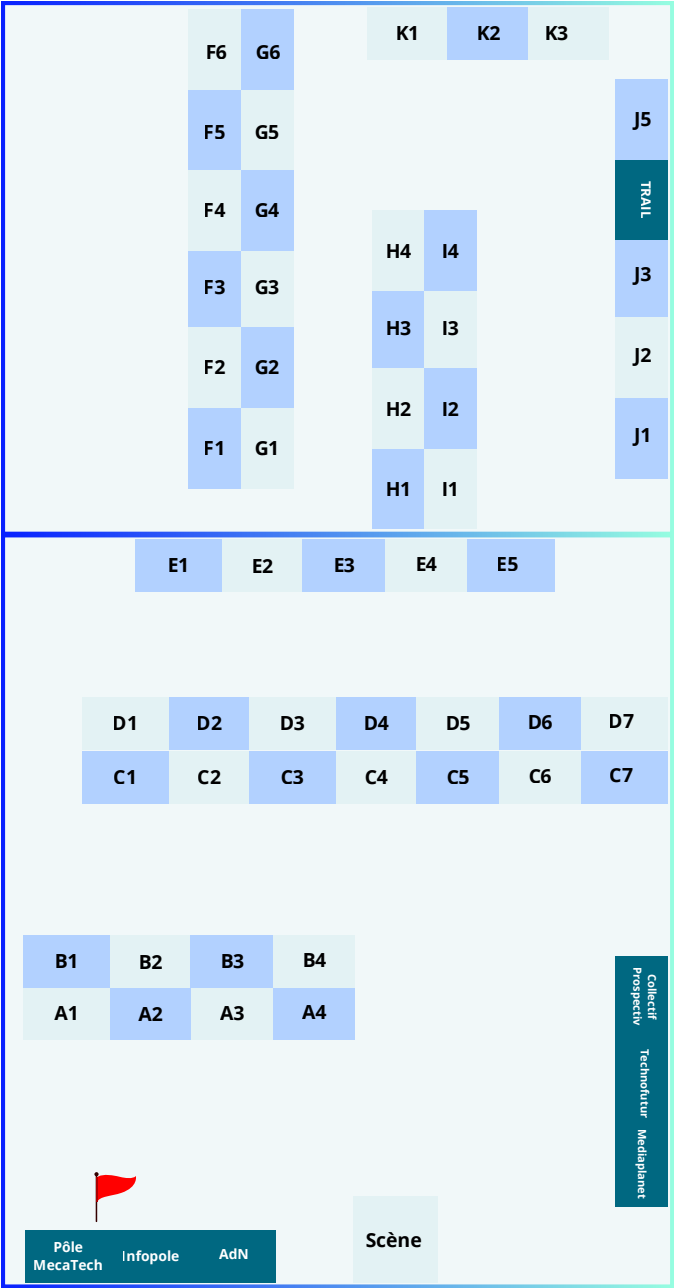 F6 G6 K1 K2 K3
F5 G5 J5
F4 G4 TRAIL
H4 I4 J3
F3 G3
H3 I3 J2
F2 G2
H2 I2 J1
F1 G1
H1 I1
E1 E2 E3 E4 E5
D1 D2 D3 D4 D5 D6 D7
C1 C2 C3 C4 C5 C6 C7
B1 B2 B3 B4
A1 A2 A3 A4
Collectif
Prospectiv
Technofutur
Mediaplanet
Pôle
MecaTech
Infopole
AdN
Scène